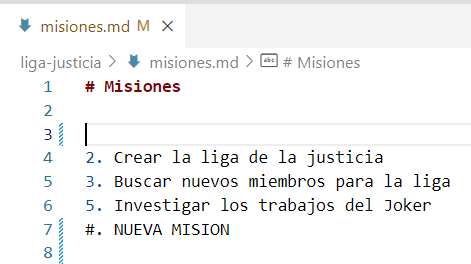 misiones.md M ×
liga-justicia > misiones.md > abc # Misiones
1 # Misiones
2
3
4 2. Crear la liga de la justicia
5 3. Buscar nuevos miembros para la liga
6 5. Investigar los trabajos del Joker
7 #. NUEVA MISION
8